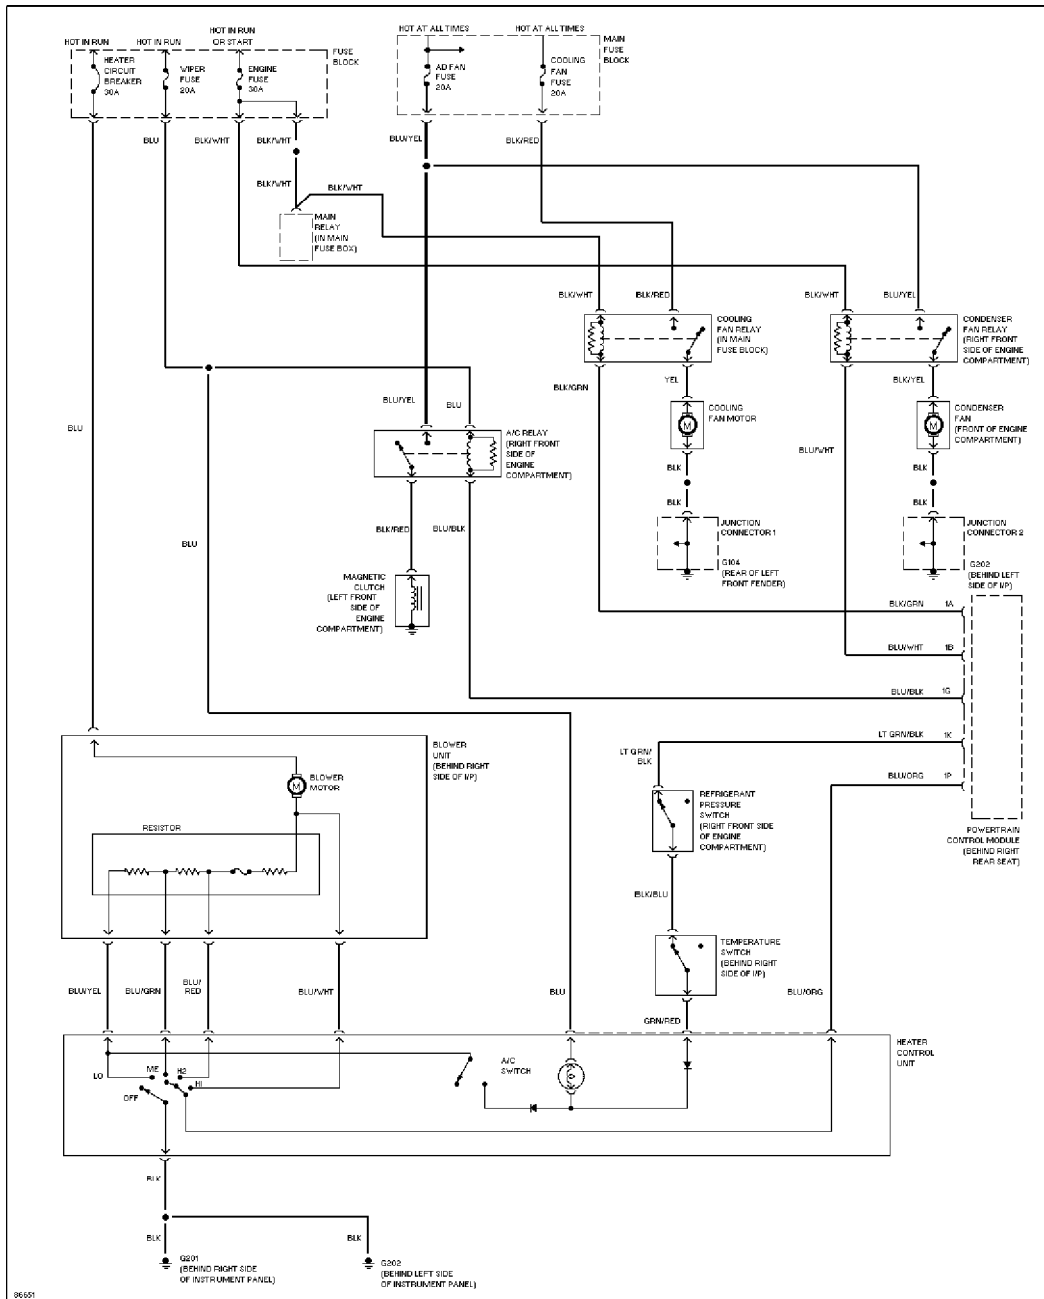 HOT IN RUN
HOT IN RUN
HOT IN RUN
OR START
HOT AT ALL TIMES
HOT AT ALL TIMES
HEATER
CIRCUIT
BREAKER
30A
WIPER
FUSE
20A
ENGINE
FUSE
30A
FUSE
BLOCK
AD FAN
FUSE
20A
COOLING
FAN
FUSE
20A
MAIN
FUSE
BLOCK
BLU
BLK/WHT
BLK/WHT
BLU/YEL
BLK/RED
BLK/WHT
BLK/WHT
MAIN
RELAY
(IN MAIN
FUSE BOX)
BLK/WHT
BLK/RED
BLK/WHT
BLU/YEL
COOLING
FAN RELAY
(IN MAIN
FUSE BLOCK)
CONDENSER
FAN RELAY
(RIGHT FRONT
SIDE OF ENGINE
COMPARTMENT)
BLK/GRN
YEL
BLK/YEL
BLU/YEL
BLU
COOLING
FAN MOTOR
M
CONDENSER
FAN
(FRONT OF ENGINE
COMPARTMENT)
M
BLU
A/C RELAY
(RIGHT FRONT
SIDE OF
ENGINE
COMPARTMENT)
BLU/WHT
BLK
BLK
BLK
BLK
BLK/RED
BLU/BLK
BLU
JUNCTION
CONNECTOR 1
JUNCTION
CONNECTOR 2
G104
(REAR OF LEFT
FRONT FENDER)
G202
(BEHIND LEFT
SIDE OF I/P)
MAGNETIC
CLUTCH
(LEFT FRONT
SIDE OF
ENGINE
COMPARTMENT)
BLK/GRN 1A
BLU/WHT 1B
BLU/BLK 1G
LT GRN/BLK 1K
BLU/ORG 1P
LT GRN/
BLK
BLOWER
UNIT
(BEHIND RIGHT
SIDE OF I/P)
M
BLOWER
MOTOR
RESISTOR
REFRIGERANT
PRESSURE
SWITCH
(RIGHT FRONT SIDE
OF ENGINE
COMPARTMENT)
POWERTRAIN
CONTROL MODULE
(BEHIND RIGHT
REAR SEAT)
BLK/BLU
TEMPERATURE
SWITCH
(BEHIND RIGHT
SIDE OF I/P)
BLU/YEL
BLU/GRN
BLU/
RED
BLU/WHT
BLU
BLU/ORG
GRN/RED
HEATER
CONTROL
UNIT
LO
ME
H2
HI
OFF
A/C
SWITCH
BLK
BLK
BLK
G201
(BEHIND RIGHT SIDE
OF INSTRUMENT PANEL)
G202
(BEHIND LEFT SIDE
OF INSTRUMENT PANEL)
86651